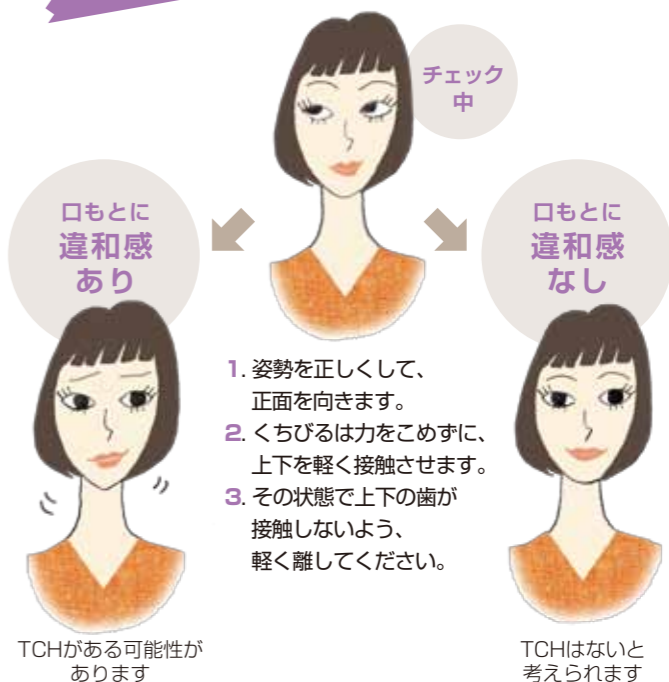 チェック
中
口もとに
違和感
あり
口もとに
違和感
なし
1. 姿勢を正しくして、
正面を向きます。
2. くちびるは力をこめずに、
上下を軽く接触させます。
3. その状態で上下の歯が
接触しないよう、
軽く離してください。
TCHがある可能性が
あります
TCHはないと
考えられます